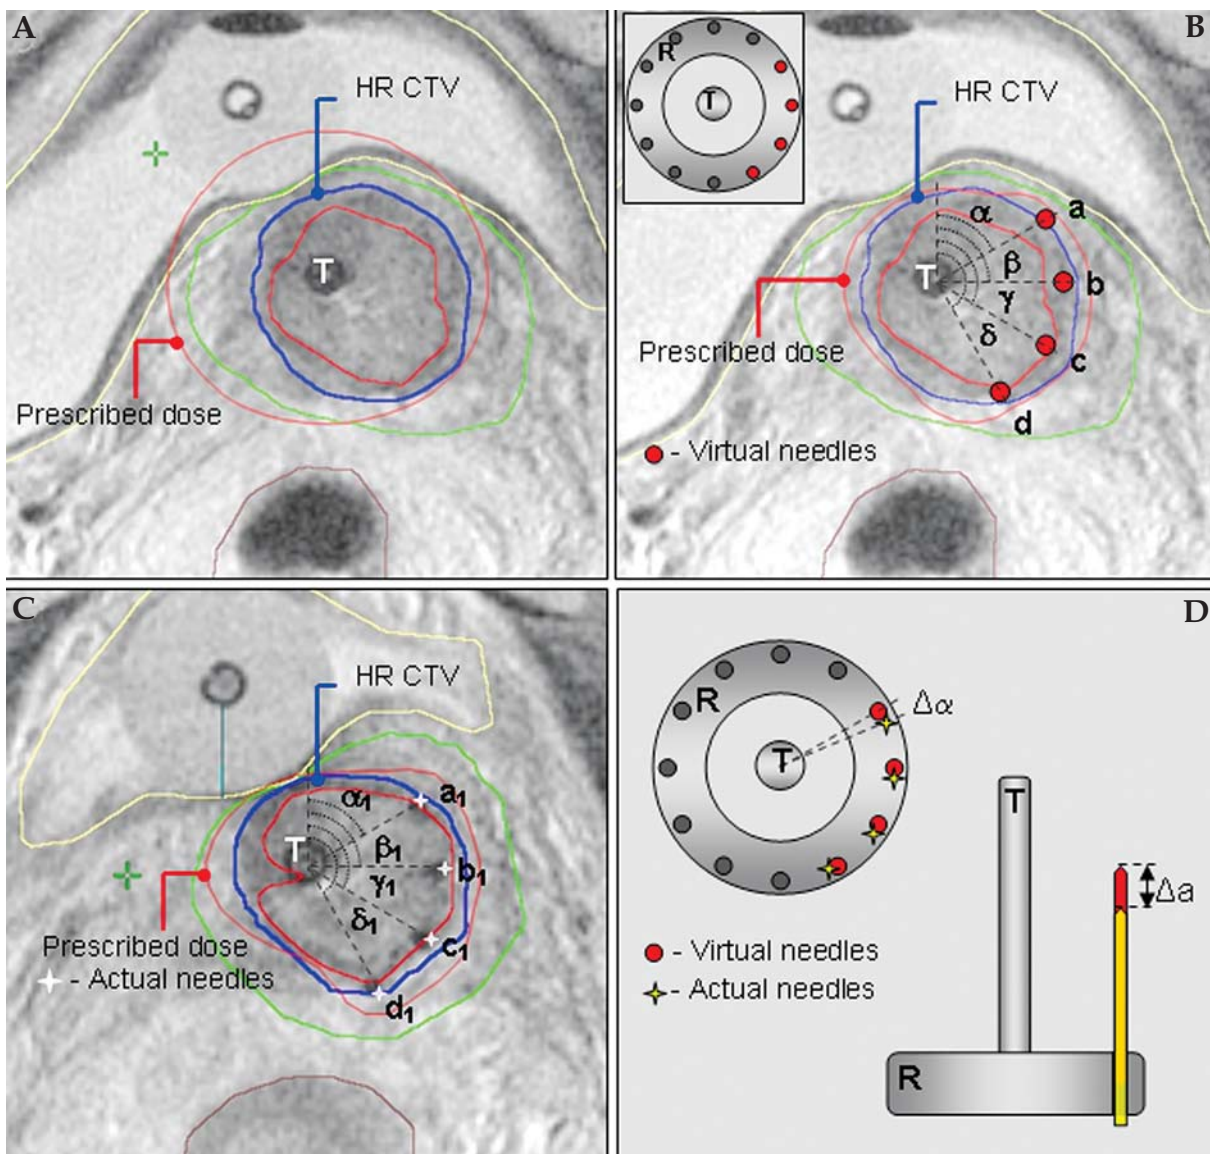 A
HR CTV
T
Prescribed dose
B
R
T
HR CTV
α
a
T
β
b
γ
Prescribed dose
δ
c
d
- Virtual needles
C
HR CTV
α1
a1
T
β1
b1
γ1
δ1
Prescribed dose
c1
- Actual needles
d1
D
R
Δα
T
T
Δa
- Virtual needles
- Actual needles
R